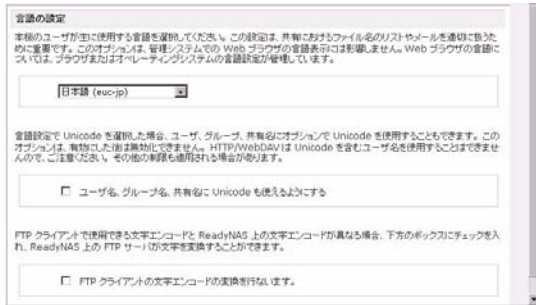 言語の設定
本機のユーザが主に使用する言語を選択してください。この設定は、共有におけるファイル名のリストやメールを適切に扱うた
めに重要です。このオプションは、管理システムでの Web ブラウザの言語表示には影響しません。Web ブラウザの言語に
ついては、ブラウザまたはオペレーティングシステムの言語設定が管理しています。
日本語 (euc-jp)
言語設定で Unicode を選択した場合、ユーザ、グループ、共有名にオプションで Unicode を使用することもできます。この
オプションは、有効にした後は無効化できません。HTTP/WebDAV は Unicode を含むユーザ名を使用することはできませ
んので、ご注意ください。その他の制限も適用される場合があります。
ユーザ名、グループ名、共有名に Unicode も使えるようにする
FTP クライアントで使用できる文字エンコードと ReadyNAS 上の文字エンコードが異なる場合、下方のボックスにチェックを入
れ、ReadyNAS 上の FTP サーバが文字を変換することができます。
FTP クライアントの文字エンコードの変換を行ないます。